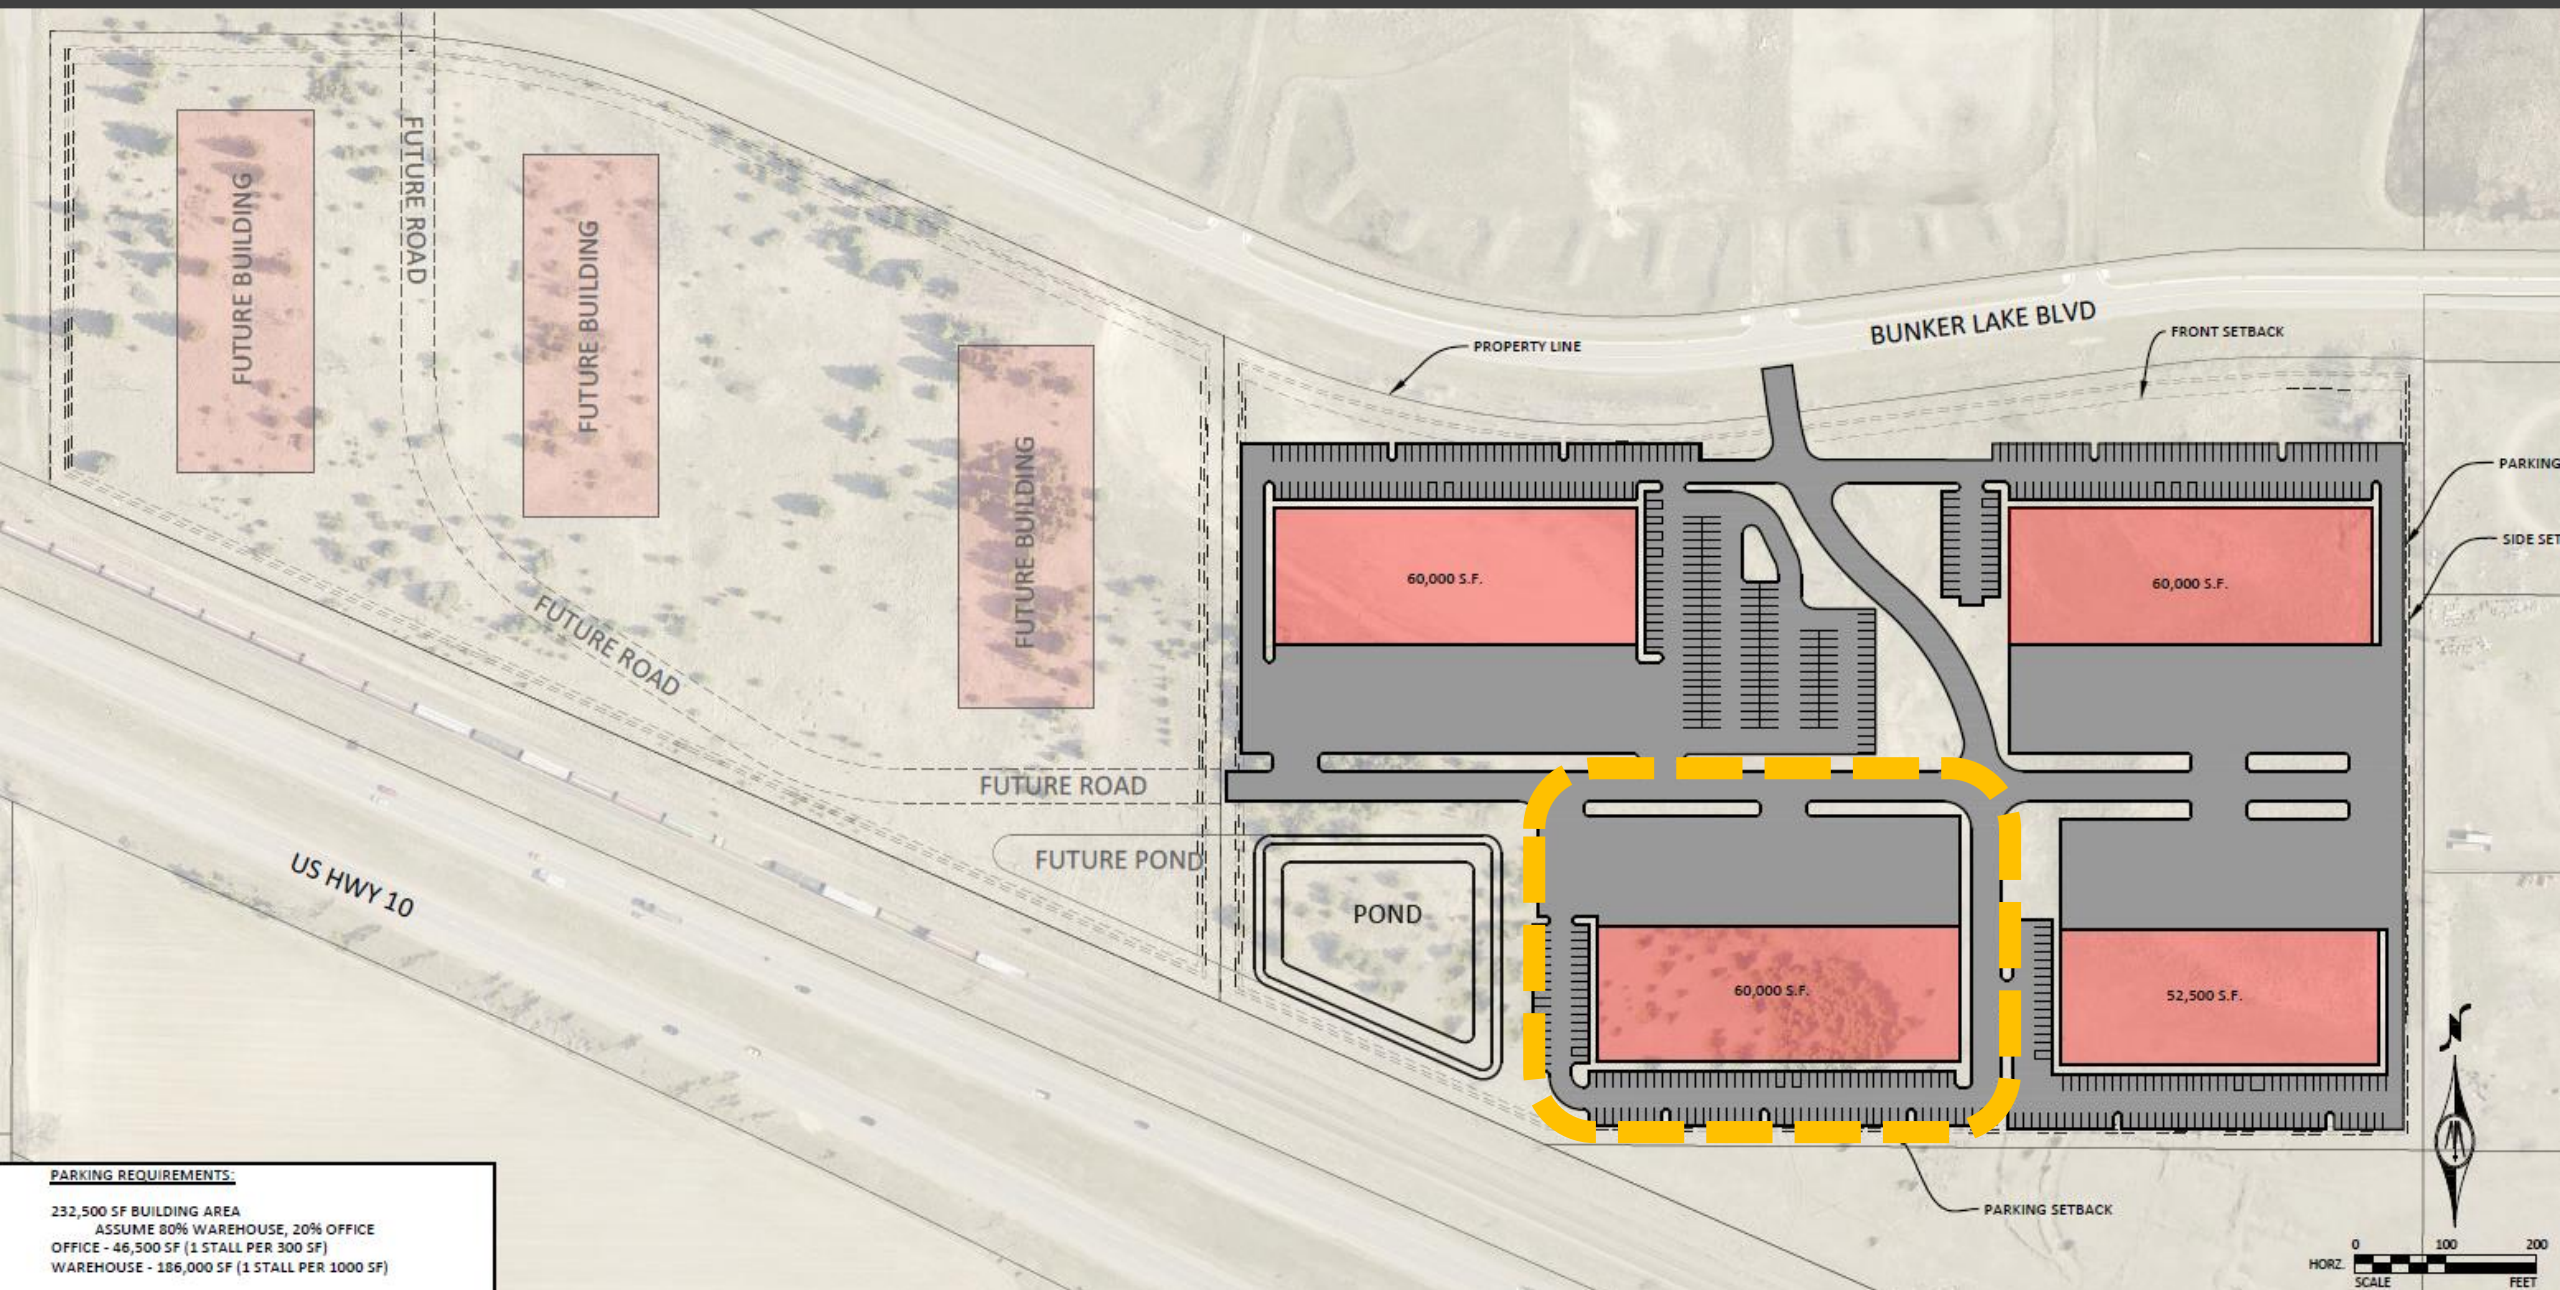 FUTURE BUILDING
FUTURE ROAD
FUTURE BUILDING
FUTURE BUILDING
FUTURE ROAD
FUTURE ROAD
FUTURE POND
US HWY 10
PROPERTY LINE
BUNKER LAKE BLVD
FRONT SETBACK
PARKING
SIDE SET
60,000 S.F.
60,000 S.F.
POND
60,000 S.F.
52,500 S.F.
PARKING SETBACK
N
0 100 200
HORZ.
SCALE FEET
PARKING REQUIREMENTS:
232,500 SF BUILDING AREA
ASSUME 80% WAREHOUSE, 20% OFFICE
OFFICE - 46,500 SF (1 STALL PER 300 SF)
WAREHOUSE - 186,000 SF (1 STALL PER 1000 SF)